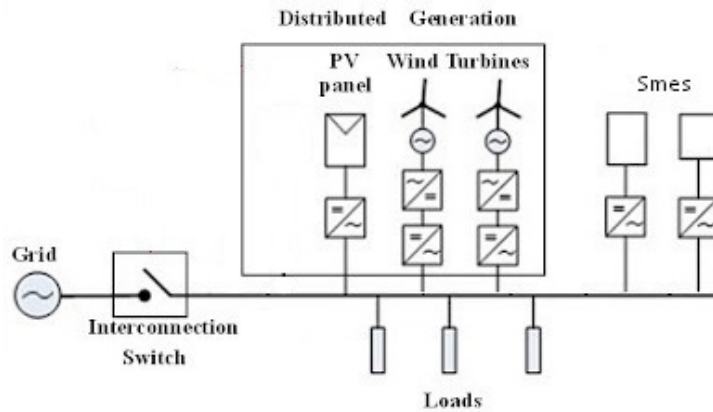 Distributed Generation
PV
panel
Wind Turbines
Smes
Grid
Interconnection
Switch
Loads